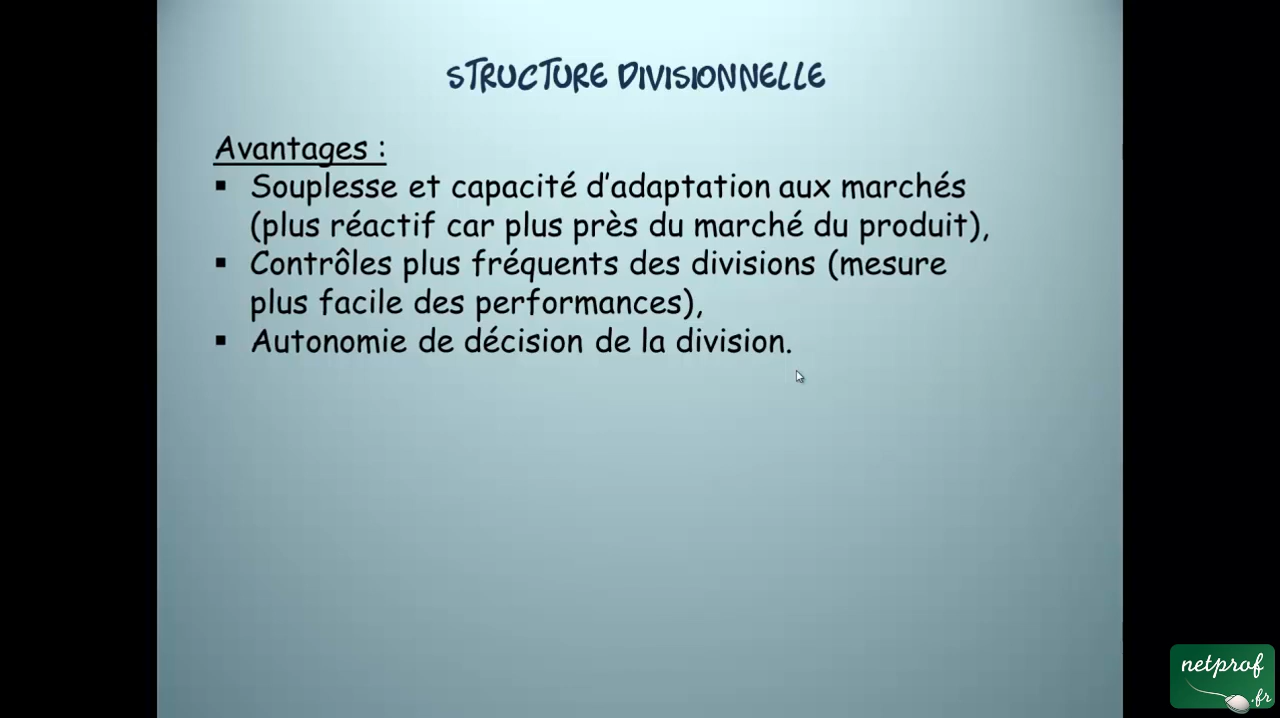 STRUCTURE DIVISIONNELLE
Avantages :
▪ Souplesse et capacité d’adaptation aux marchés
(plus réactif car plus près du marché du produit),
▪ Contrôles plus fréquents des divisions (mesure
plus facile des performances),
▪ Autonomie de décision de la division.
netprof
.fr